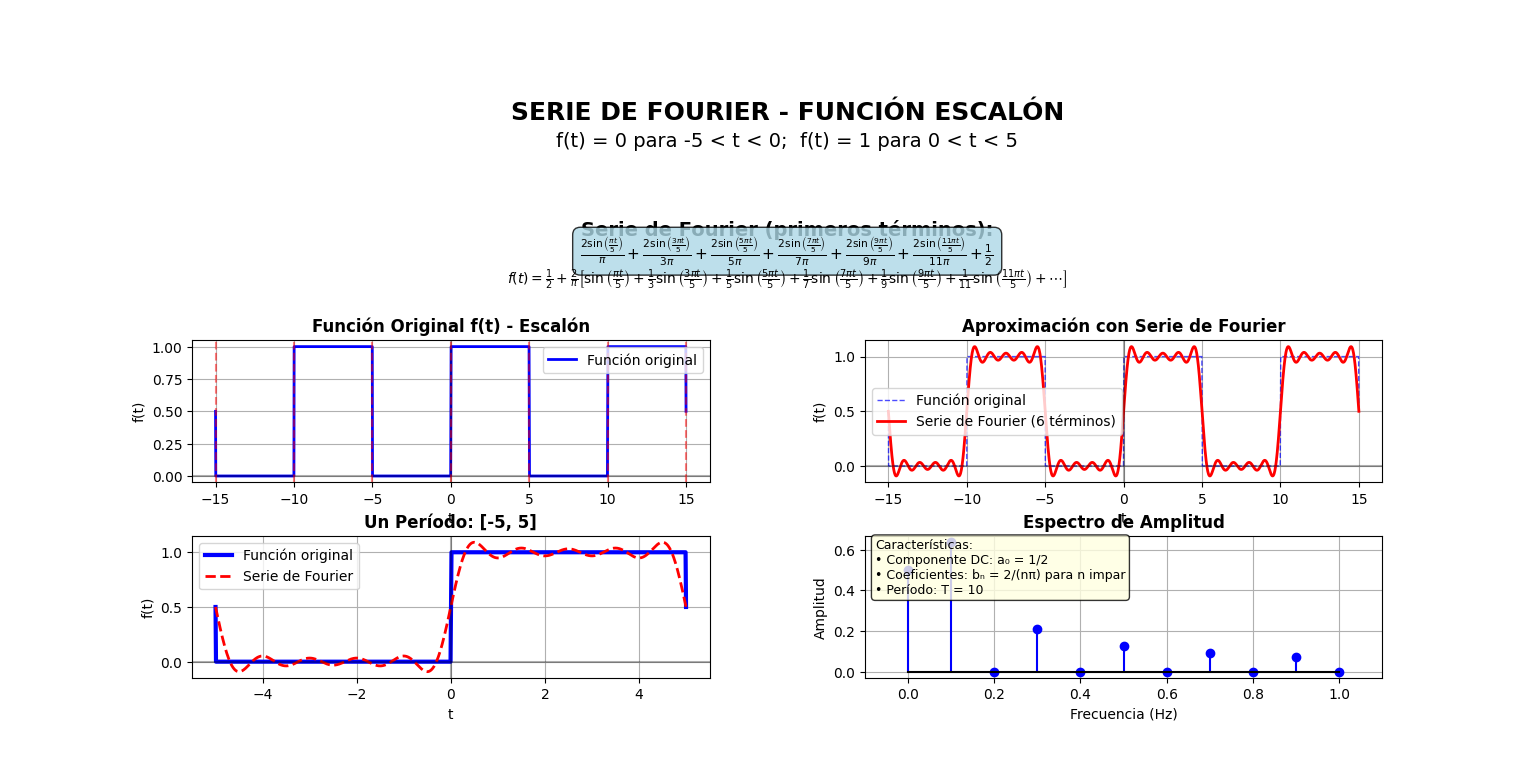 SERIE DE FOURIER - FUNCIÓN ESCALÓN
f(t) = 0 para -5 < t < 0;  f(t) = 1 para 0 < t < 5
Serie de Fourier (primeros términos):
\frac{2\sin\left(\frac{\pi t}{5}\right)}{\pi} + \frac{2\sin\left(\frac{3\pi t}{5}\right)}{3\pi} + \frac{2\sin\left(\frac{5\pi t}{5}\right)}{5\pi} + \frac{2\sin\left(\frac{7\pi t}{5}\right)}{7\pi} + \frac{2\sin\left(\frac{9\pi t}{5}\right)}{9\pi} + \frac{2\sin\left(\frac{11\pi t}{5}\right)}{11\pi} + \frac{1}{2}
f(t) = \frac{1}{2} + \frac{2}{\pi}\left[\sin\left(\frac{\pi t}{5}\right) + \frac{1}{3}\sin\left(\frac{3\pi t}{5}\right) + \frac{1}{5}\sin\left(\frac{5\pi t}{5}\right) + \frac{1}{7}\sin\left(\frac{7\pi t}{5}\right) + \frac{1}{9}\sin\left(\frac{9\pi t}{5}\right) + \frac{1}{11}\sin\left(\frac{11\pi t}{5}\right) + \cdots\right]
Función Original f(t) - Escalón
1.00
0.75
0.50
0.25
0.00
f(t)
Función original
−15 −10 −5 0 5 10 15
t
Aproximación con Serie de Fourier
1.0
0.5
0.0
f(t)
Función original
Serie de Fourier (6 términos)
−15 −10 −5 0 5 10 15
t
Un Período: [-5, 5]
1.0
0.5
0.0
f(t)
Función original
Serie de Fourier
−4 −2 0 2 4
t
Espectro de Amplitud
0.6
0.4
0.2
0.0
Amplitud
Características:
• Componente DC: a₀ = 1/2
• Coeficientes: bₙ = 2/(nπ) para n impar
• Período: T = 10
0.0 0.2 0.4 0.6 0.8 1.0
Frecuencia (Hz)